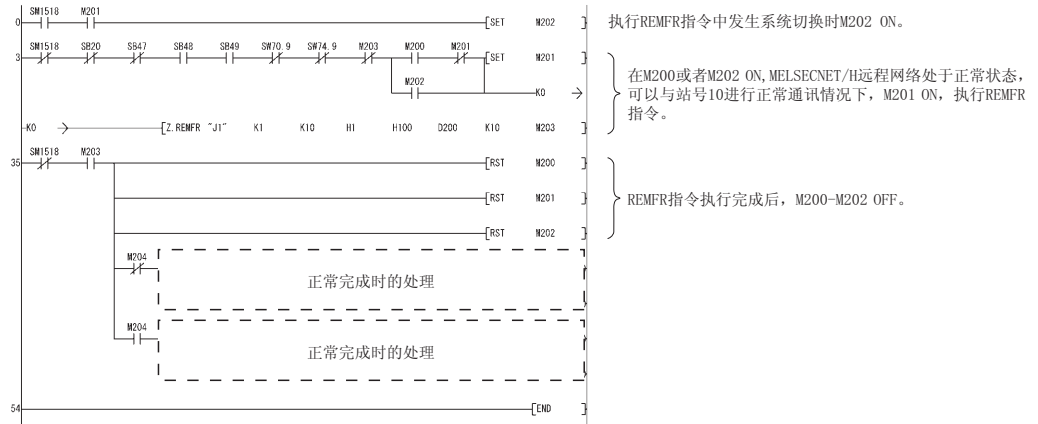 SM1518 M201
0 SET M202 执行REMFR指令中发生系统切换时M202 ON。
SM1518 SB20 SB47 SB48 SB49 SW70.9 SW74.9 M203 M200 M201
3 SET M201
M202
K0
在M200或者M202 ON,MELSECNET/H远程网络处于正常状态,
可以与站号10进行正常通讯情况下, M201 ON, 执行REMFR
指令。
K0 Z.REMFR "J1" K1 K10 H1 H100 D200 K10 M203
SM1518 M203
35 RST M200
RST M201
RST M202
REMFR指令执行完成后, M200-M202 OFF。
M204
正常完成时的处理
M204
正常完成时的处理
54 END